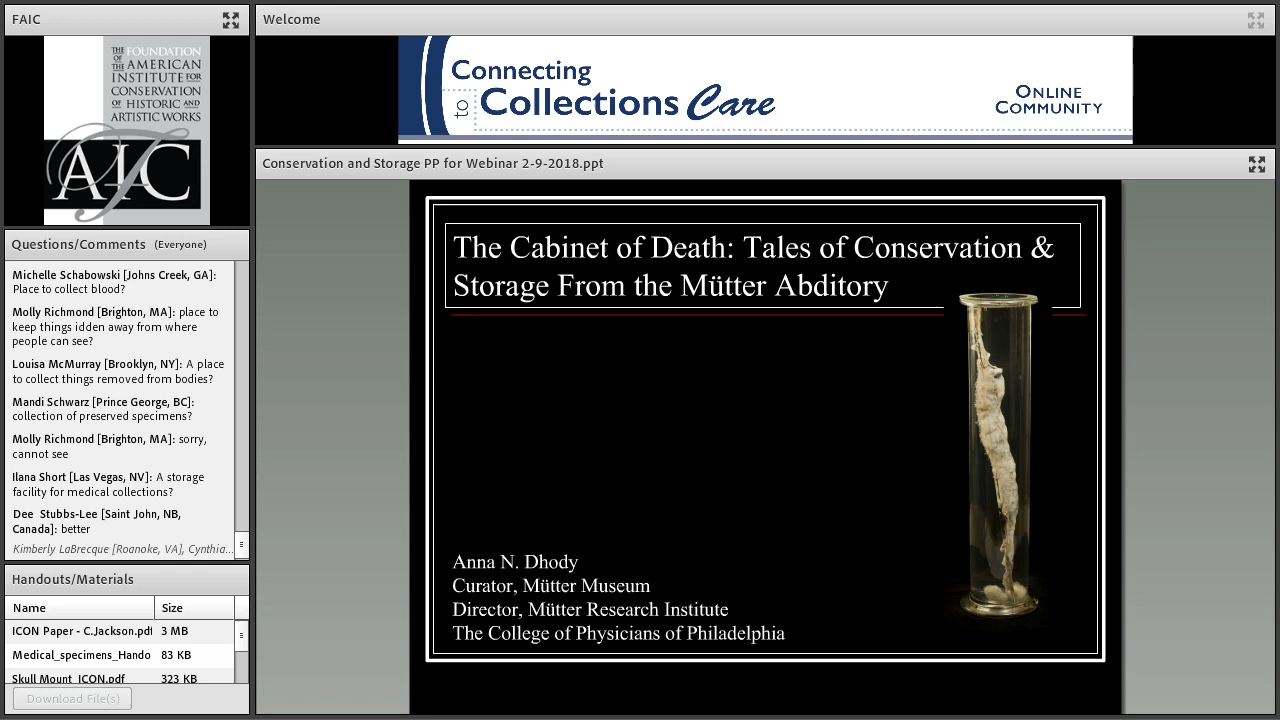 FAIC
THE FOUNDATION
OF THE AMERICAN
INSTITUTE FOR
CONSERVATION
OF HISTORIC AND
ARTISTIC WORKS
AIC
Questions/Comments (Everyone)
Michelle Schabowski [Johns Creek, GA]:
Place to collect blood?
Molly Richmond [Brighton, MA]: place to
keep things idden away from where
people can see?
Louisa McMurray [Brooklyn, NY]: A place
to collect things removed from bodies?
Mandi Schwarz [Prince George, BC]:
collection of preserved specimens?
Molly Richmond [Brighton, MA]: sorry,
cannot see
Ilana Short [Las Vegas, NV]: A storage
facility for medical collections?
Dee Stubbs-Lee [Saint John, NB,
Canada]: better
Kimberly LaBrecque [Roanoke, VA], Cynthia...
Handouts/Materials
Name Size
ICON Paper - C.Jackson.pdf 3 MB
Medical_specimens_Hando 83 KB
Skull Mount_ICON.pdf 323 KB
Download File(s)
Welcome
Connecting
to Collections Care
ONLINE
COMMUNITY
Conservation and Storage PP for Webinar 2-9-2018.ppt
The Cabinet of Death: Tales of Conservation &
Storage From the Mütter Abditory
Anna N. Dhody
Curator, Mütter Museum
Director, Mütter Research Institute
The College of Physicians of Philadelphia